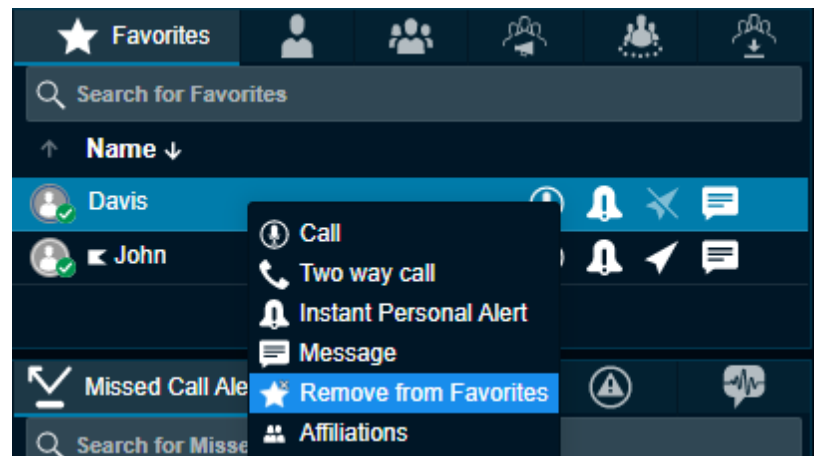 Favorites
Search for Favorites
Name
Davis
John
Call
Two way call
Instant Personal Alert
Message
Remove from Favorites
Affiliations
Missed Call Ale
Search for Misse